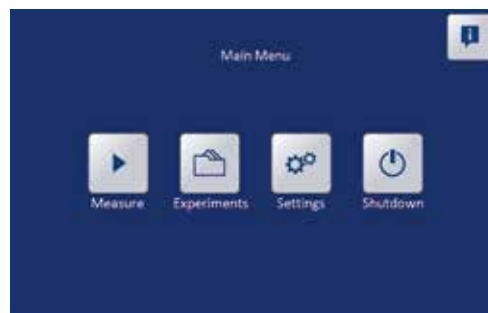 Main Menu
Measure
Experiments
Settings
Shutdown